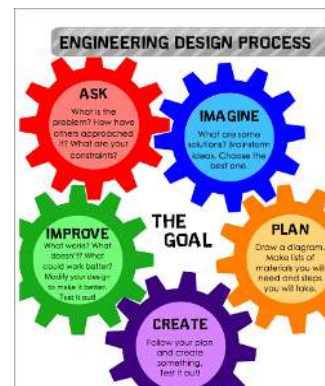 ENGINEERING DESIGN PROCESS
ASK
What is the
problem? How have
others approached
it? What are your
constraints?
IMAGINE
What are some
solutions? Brainstorm
ideas. Choose the
best one.
PLAN
Draw a diagram.
Make lists of
materials you will
need and steps
you will take.
CREATE
Follow your plan
and create
something.
Test it out!
IMPROVE
What works? What
doesn't? What
could work better?
Modify your design
to make it better.
Test it out!
THE
GOAL